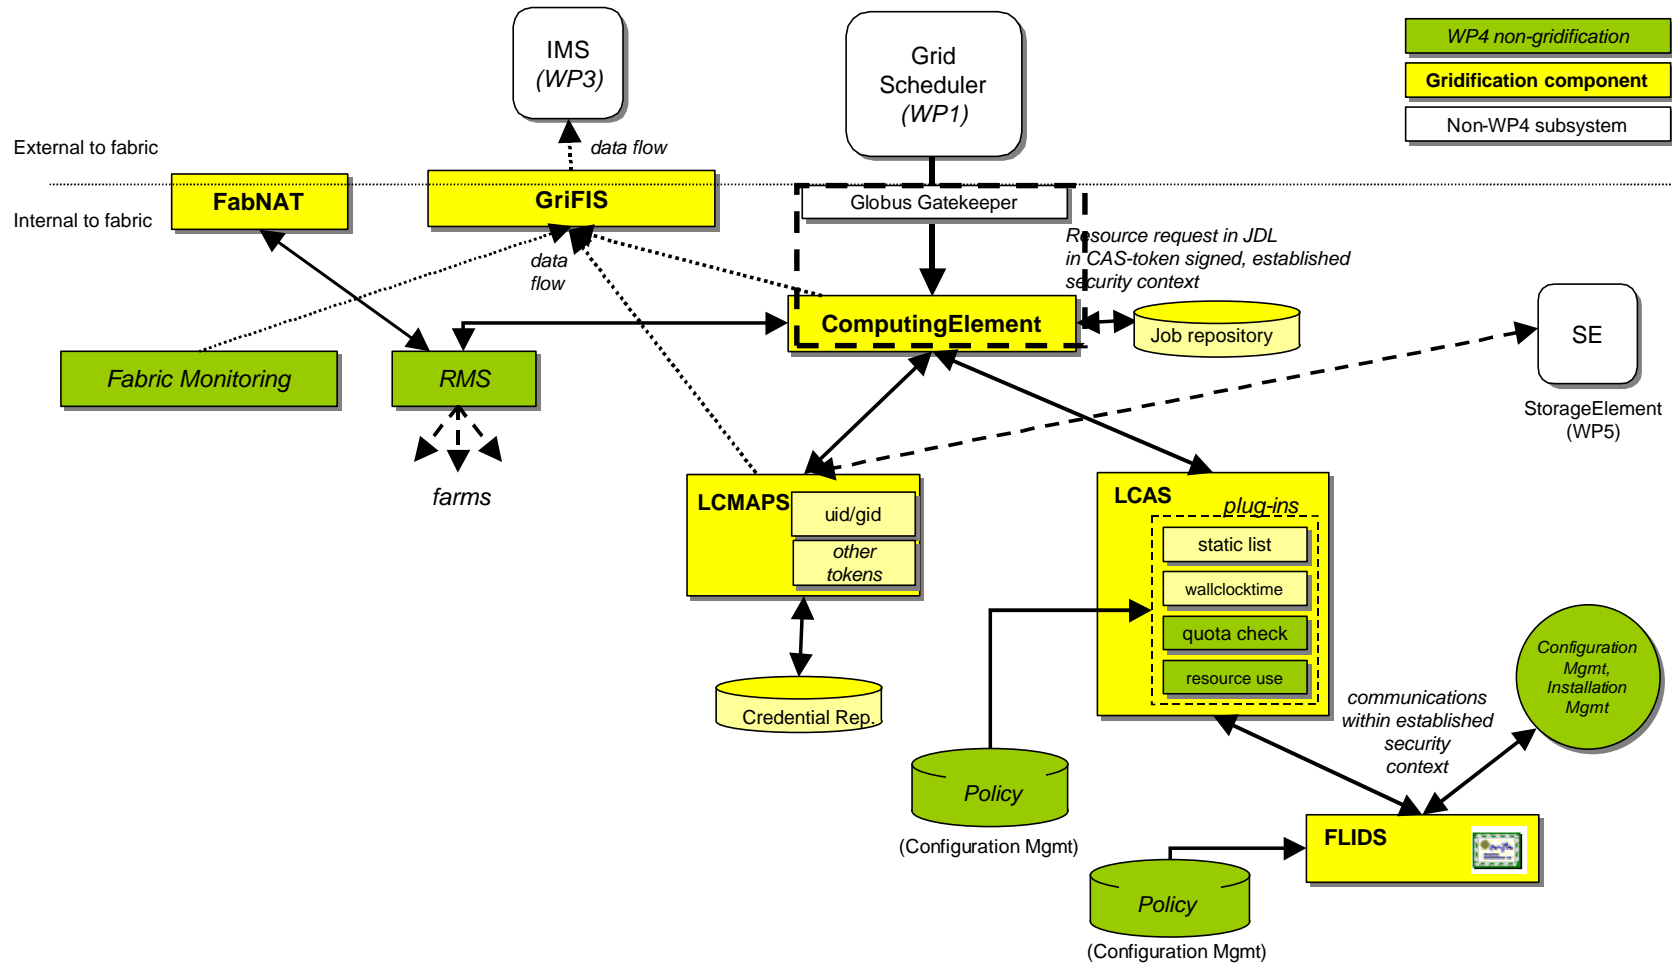 IMS
(WP3)
Grid
Scheduler
(WP1)
WP4 non-gridification
Gridification component
Non-WP4 subsystem
External to fabric
data flow
Internal to fabric
FabNAT
GriFIS
Globus Gatekeeper
Resource request in JDL
in CAS-token signed, established
security context
data
flow
ComputingElement
Job repository
SE
StorageElement
(WP5)
Fabric Monitoring
RMS
farms
LCMAPS
uid/gid
other
tokens
LCAS
plug-ins
static list
wallclocktime
quota check
resource use
Credential Rep.
Configuration
Mgmt,
Installation
Mgmt
communications
within established
security
context
Policy
(Configuration Mgmt)
FLIDS
Policy
(Configuration Mgmt)